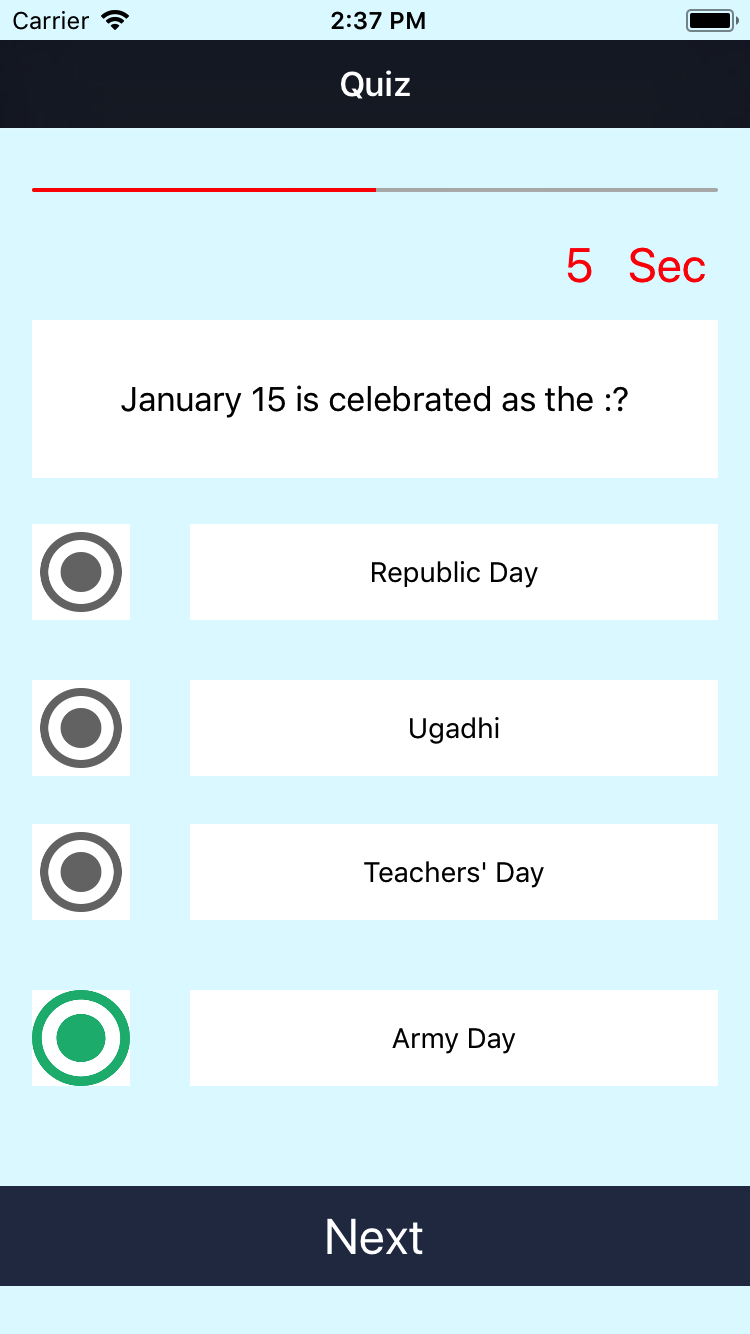 Carrier 2:37 PM
Quiz
5 Sec
January 15 is celebrated as the :?
Republic Day
Ugadhi
Teachers' Day
Army Day
Next